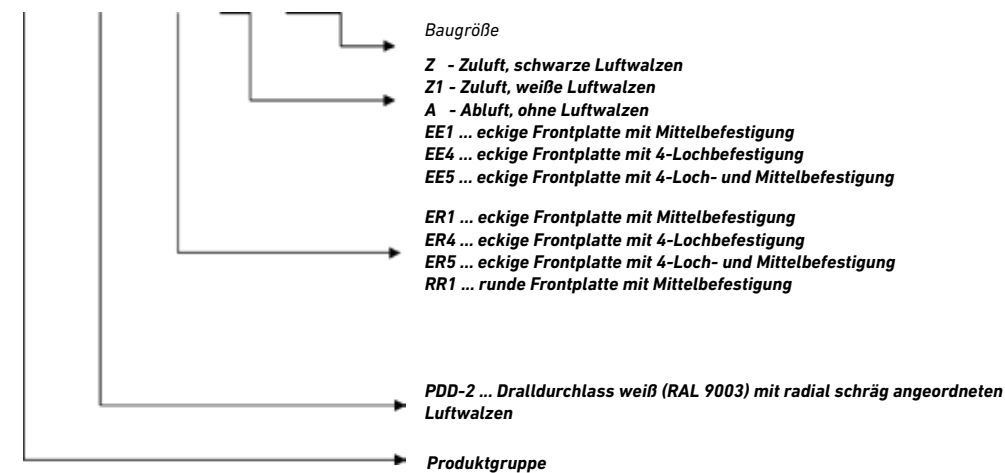 Baugröße
Z - Zuluft, schwarze Luftwalzen
Z1 - Zuluft, weiße Luftwalzen
A - Abluft, ohne Luftwalzen
EE1 ... eckige Frontplatte mit Mittelbefestigung
EE4 ... eckige Frontplatte mit 4-Lochbefestigung
EE5 ... eckige Frontplatte mit 4-Loch- und Mittelbefestigung
ER1 ... eckige Frontplatte mit Mittelbefestigung
ER4 ... eckige Frontplatte mit 4-Lochbefestigung
ER5 ... eckige Frontplatte mit 4-Loch- und Mittelbefestigung
RR1 ... runde Frontplatte mit Mittelbefestigung
PDD-2 ... Dralldurchlass weiß (RAL 9003) mit radial schräg angeordneten
Luftwalzen
Produktgruppe